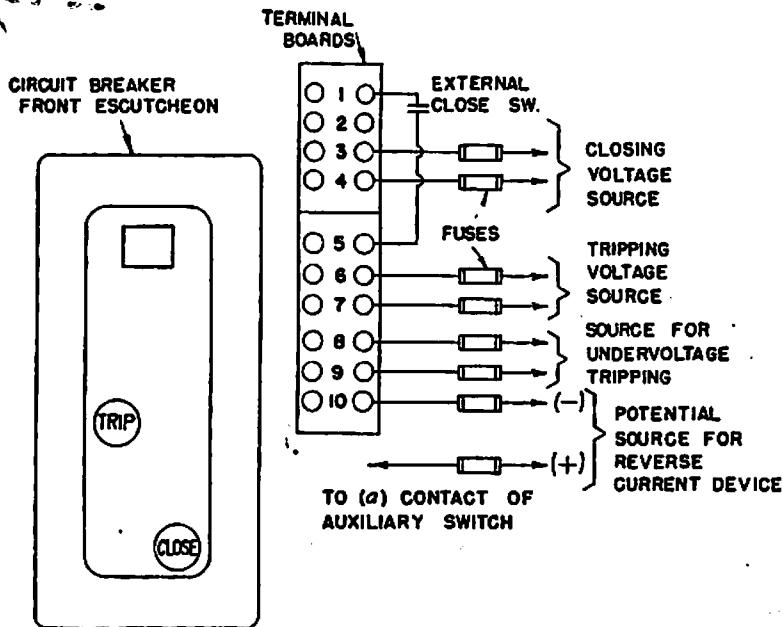 TERMINAL
BOARDS
CIRCUIT BREAKER
FRONT ESCUTCHEON
EXTERNAL
CLOSE SW.
1
2
3
4
5
6
7
8
9
10
CLOSING
VOLTAGE
SOURCE
FUSES
TRIPPING
VOLTAGE
SOURCE
SOURCE FOR
UNDERVOLTAGE
TRIPPING
(-)
(+)
POTENTIAL
SOURCE FOR
REVERSE
CURRENT DEVICE
TO (a) CONTACT OF
AUXILIARY SWITCH
TRIP
CLOSE